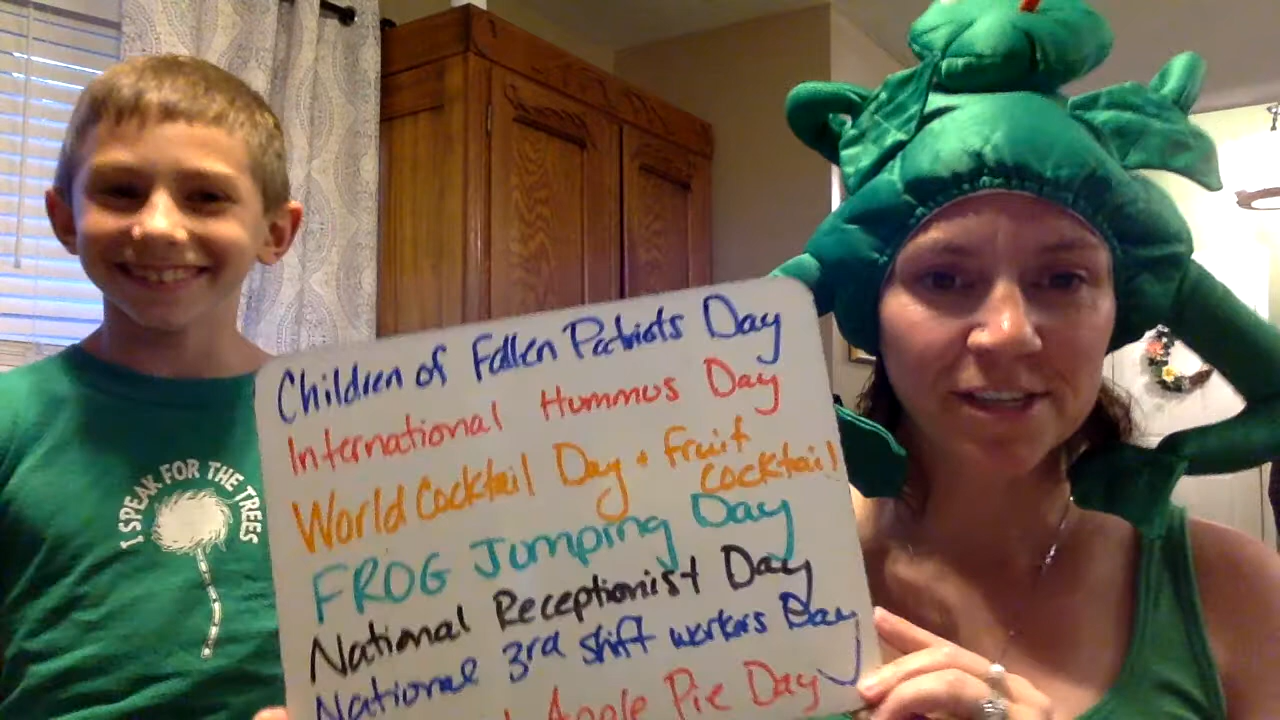 I SPEAK FOR THE TREES
Children of Fallen Patriots Day
International Hummus Day
World Cocktail Day • Fruit cocktail
FROG Jumping Day
National Receptionist Day
National 3rd shift workers Day
Apple Pie Day